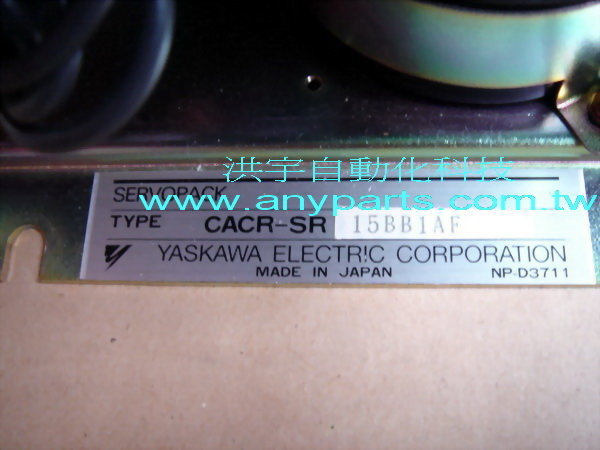 洪宇自動化科技
SERVOPACK
www.anyparts.com.tw
TYPE CACR-SR 15BB1AF
YASKAWA ELECTRIC CORPORATION
MADE IN JAPAN NP-D3711